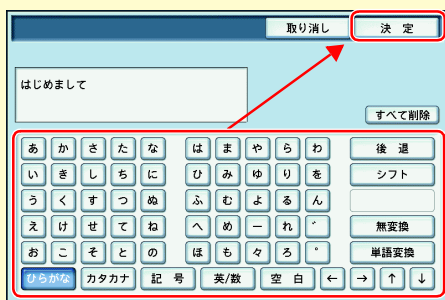 取り消し 決 定
はじめまして
すべて削除
あ か さ た な は ま や ら わ 後 退
い き し ち に ひ み ゆ り を シフト
う く す つ ぬ ふ む よ る ん
え け せ て ね へ め ー れ ゛ 無変換
お こ そ と の ほ も 々 ろ ゜ 単語変換
ひらがな カタカナ 記 号 英/数 空 白 ← → ↑ ↓